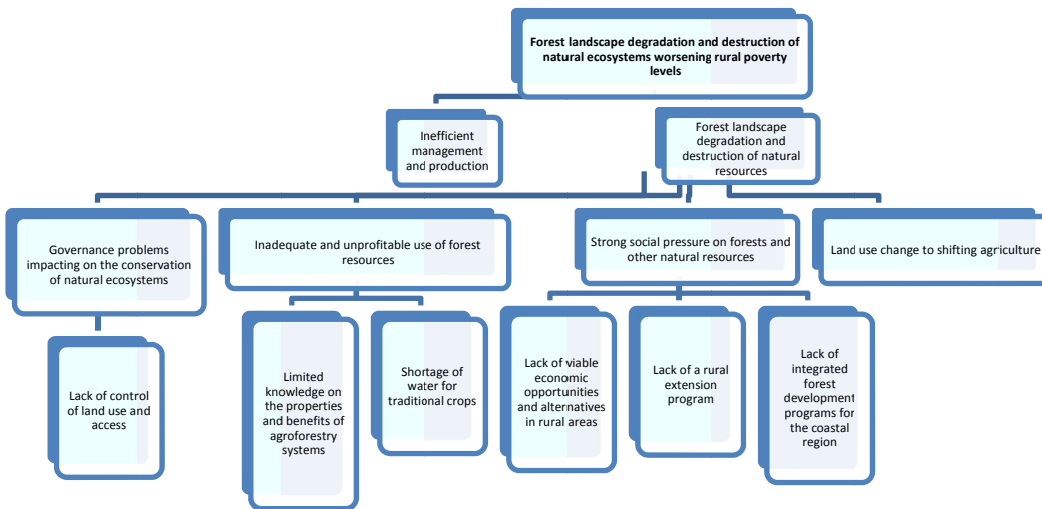 Forest landscape degradation and destruction of
natural ecosystems worsening rural poverty
levels
Inefficient
management
and production
Forest landscape
degradation and
destruction of natural
resources
Governance problems
impacting on the conservation
of natural ecosystems
Inadequate and unprofitable use of forest
resources
Strong social pressure on forests and
other natural resources
Land use change to shifting agriculture
Lack of control
of land use and
access
Limited
knowledge on
the properties
and benefits of
agroforestry
systems
Shortage of
water for
traditional crops
Lack of viable
economic
opportunities
and alternatives
in rural areas
Lack of a rural
extension
program
Lack of
integrated
forest
development
programs for
the coastal
region